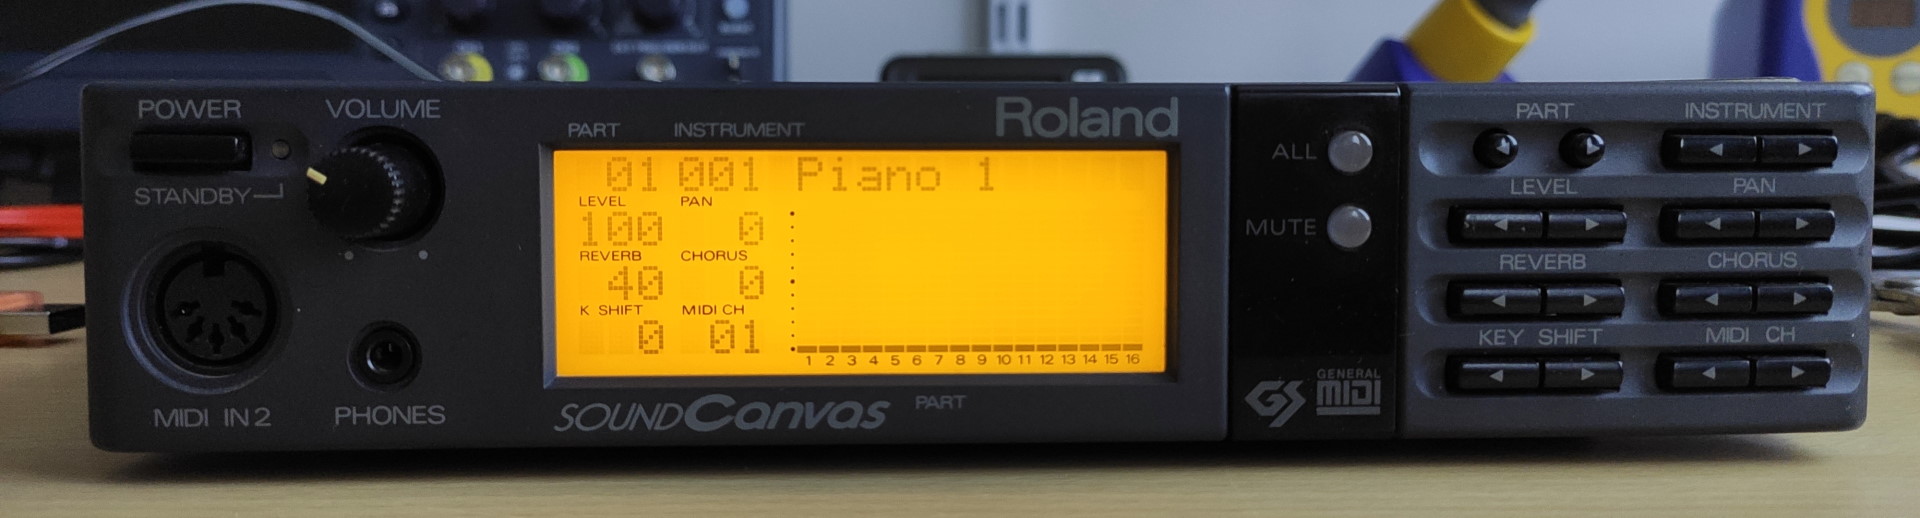 POWER
VOLUME
STANDBY
MIDI IN 2
PHONES
Roland
PART INSTRUMENT
01 001 Piano 1
LEVEL PAN
100 0
REVERB CHORUS
40 0
K SHIFT MIDI CH
0 01
1 2 3 4 5 6 7 8 9 10 11 12 13 14 15 16
SOUND Canvas
PART
ALL
MUTE
GS
GENERAL
MIDI
PART INSTRUMENT
LEVEL PAN
REVERB CHORUS
KEY SHIFT MIDI CH